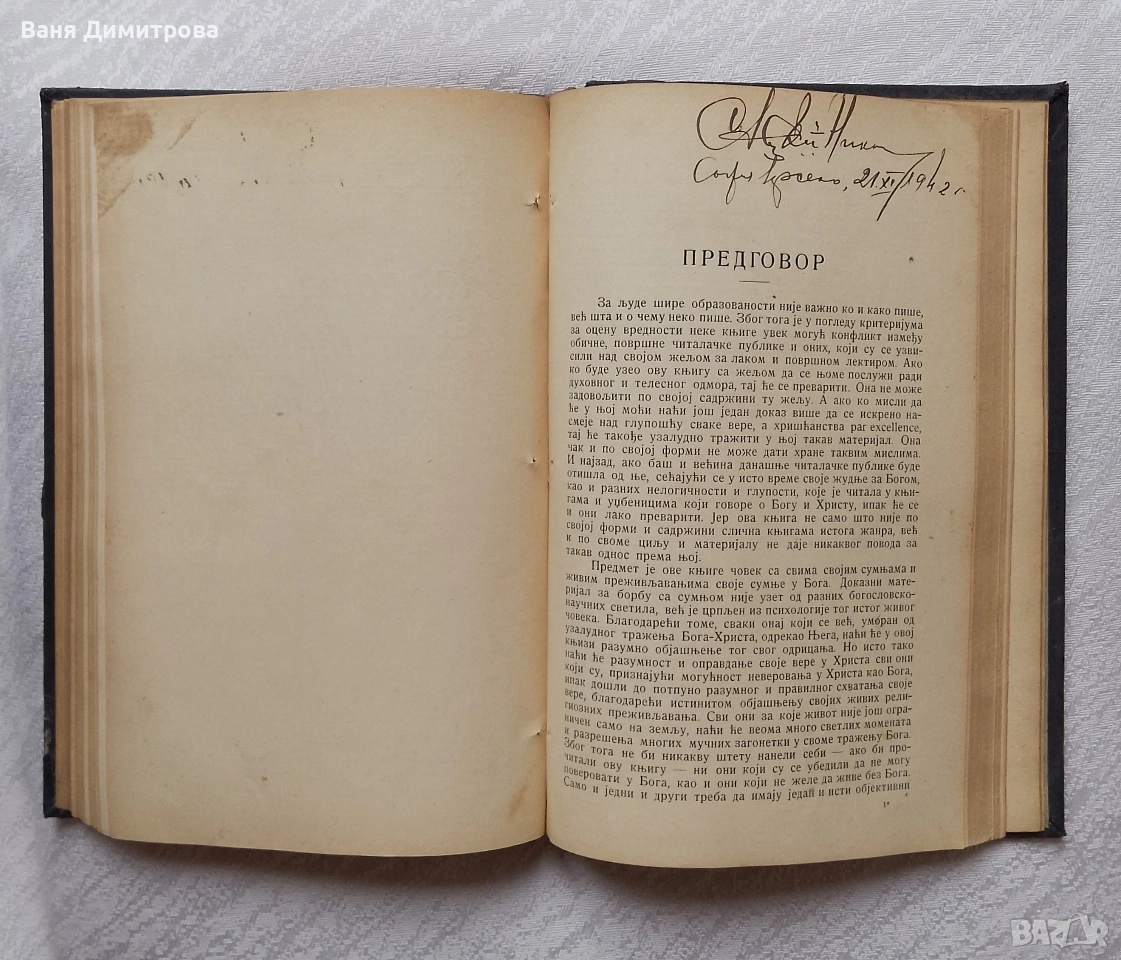 Ваня Димитрова
21.XI.1942 г.
ПРЕДГОВОР
За људе шире образованости није важно ко и како пише,
већ шта и о чему неко пише. Због тога је у погледу критеријума
за оцену вредности неке књиге увек могућ конфликт између
обичне, површне читалачке публике и оних, који су се узви-
сили над својом жељом за лаком и површном лектиром. Ако
ко буде узео ову књигу са жељом да се њоме послужи ради
духовног и телесног одмора, тај ће се преварити. Она не може
задовољити по својој садржини ту жељу. А ако ко мисли да
ће у њој моћи наћи још један доказ више да се искрено на-
смеје над глупошћу сваке вере, а хришћанства par excellence,
тај ће такође узалудно тражити у њој такав материјал. Она
чак и по својој форми не може дати хране таквим мислима.
И најзад, ако баш и већина данашње читалачке публике буде
отишла од ње, сећајући се у исто време своје жудње за Богом,
као и разних нелогичности и глупости, које је читала у књи-
гама и уџбеницима који говоре о Богу и Христу, ипак ће се
и они лако преварити. Јер ова књига не само што није по
својој форми и садржини слична књигама истога жанра, већ
и по своме циљу и материјалу не даје никаквог повода за
такав однос према њој.
Предмет је ове књиге човек са свима својим сумњама и
живим преживљавањима своје сумње у Бога. Доказни мате-
ријал за борбу са сумњом није узет од разних богословско-
научних светила, већ је црпљен из психологије тог истог живог
човека. Благодарећи томе, сваки онај који се већ, уморан од
узалудног тражења Бога-Христа, одрекао Њега, наћи ће у овој
књизи разумно објашњење тог свог одрицања. Но исто тако
наћи ће разумност и оправдање своје вере у Христа сви они
који су, признајући могућност неверовања у Христа као Бога,
ипак дошли до потпуно разумног и правилног схватања своје
вере, благодарећи истинитом објашњењу својих живих рели-
гиозних преживљавања. Сви они за које живот није још огра-
ничен само на земљу, наћи ће веома много светлих момената
и разрешења многих мучних загонетки у своме тражењу Бога.
Због тога не би никакву штету нанели себи — ако би про-
читали ову књигу — ни они који су се убедили да не могу
поверовати у Бога, као и они који не желе да живе без Бога.
Само и једни и други треба да имају један и исти објективни
1*
BAZAR